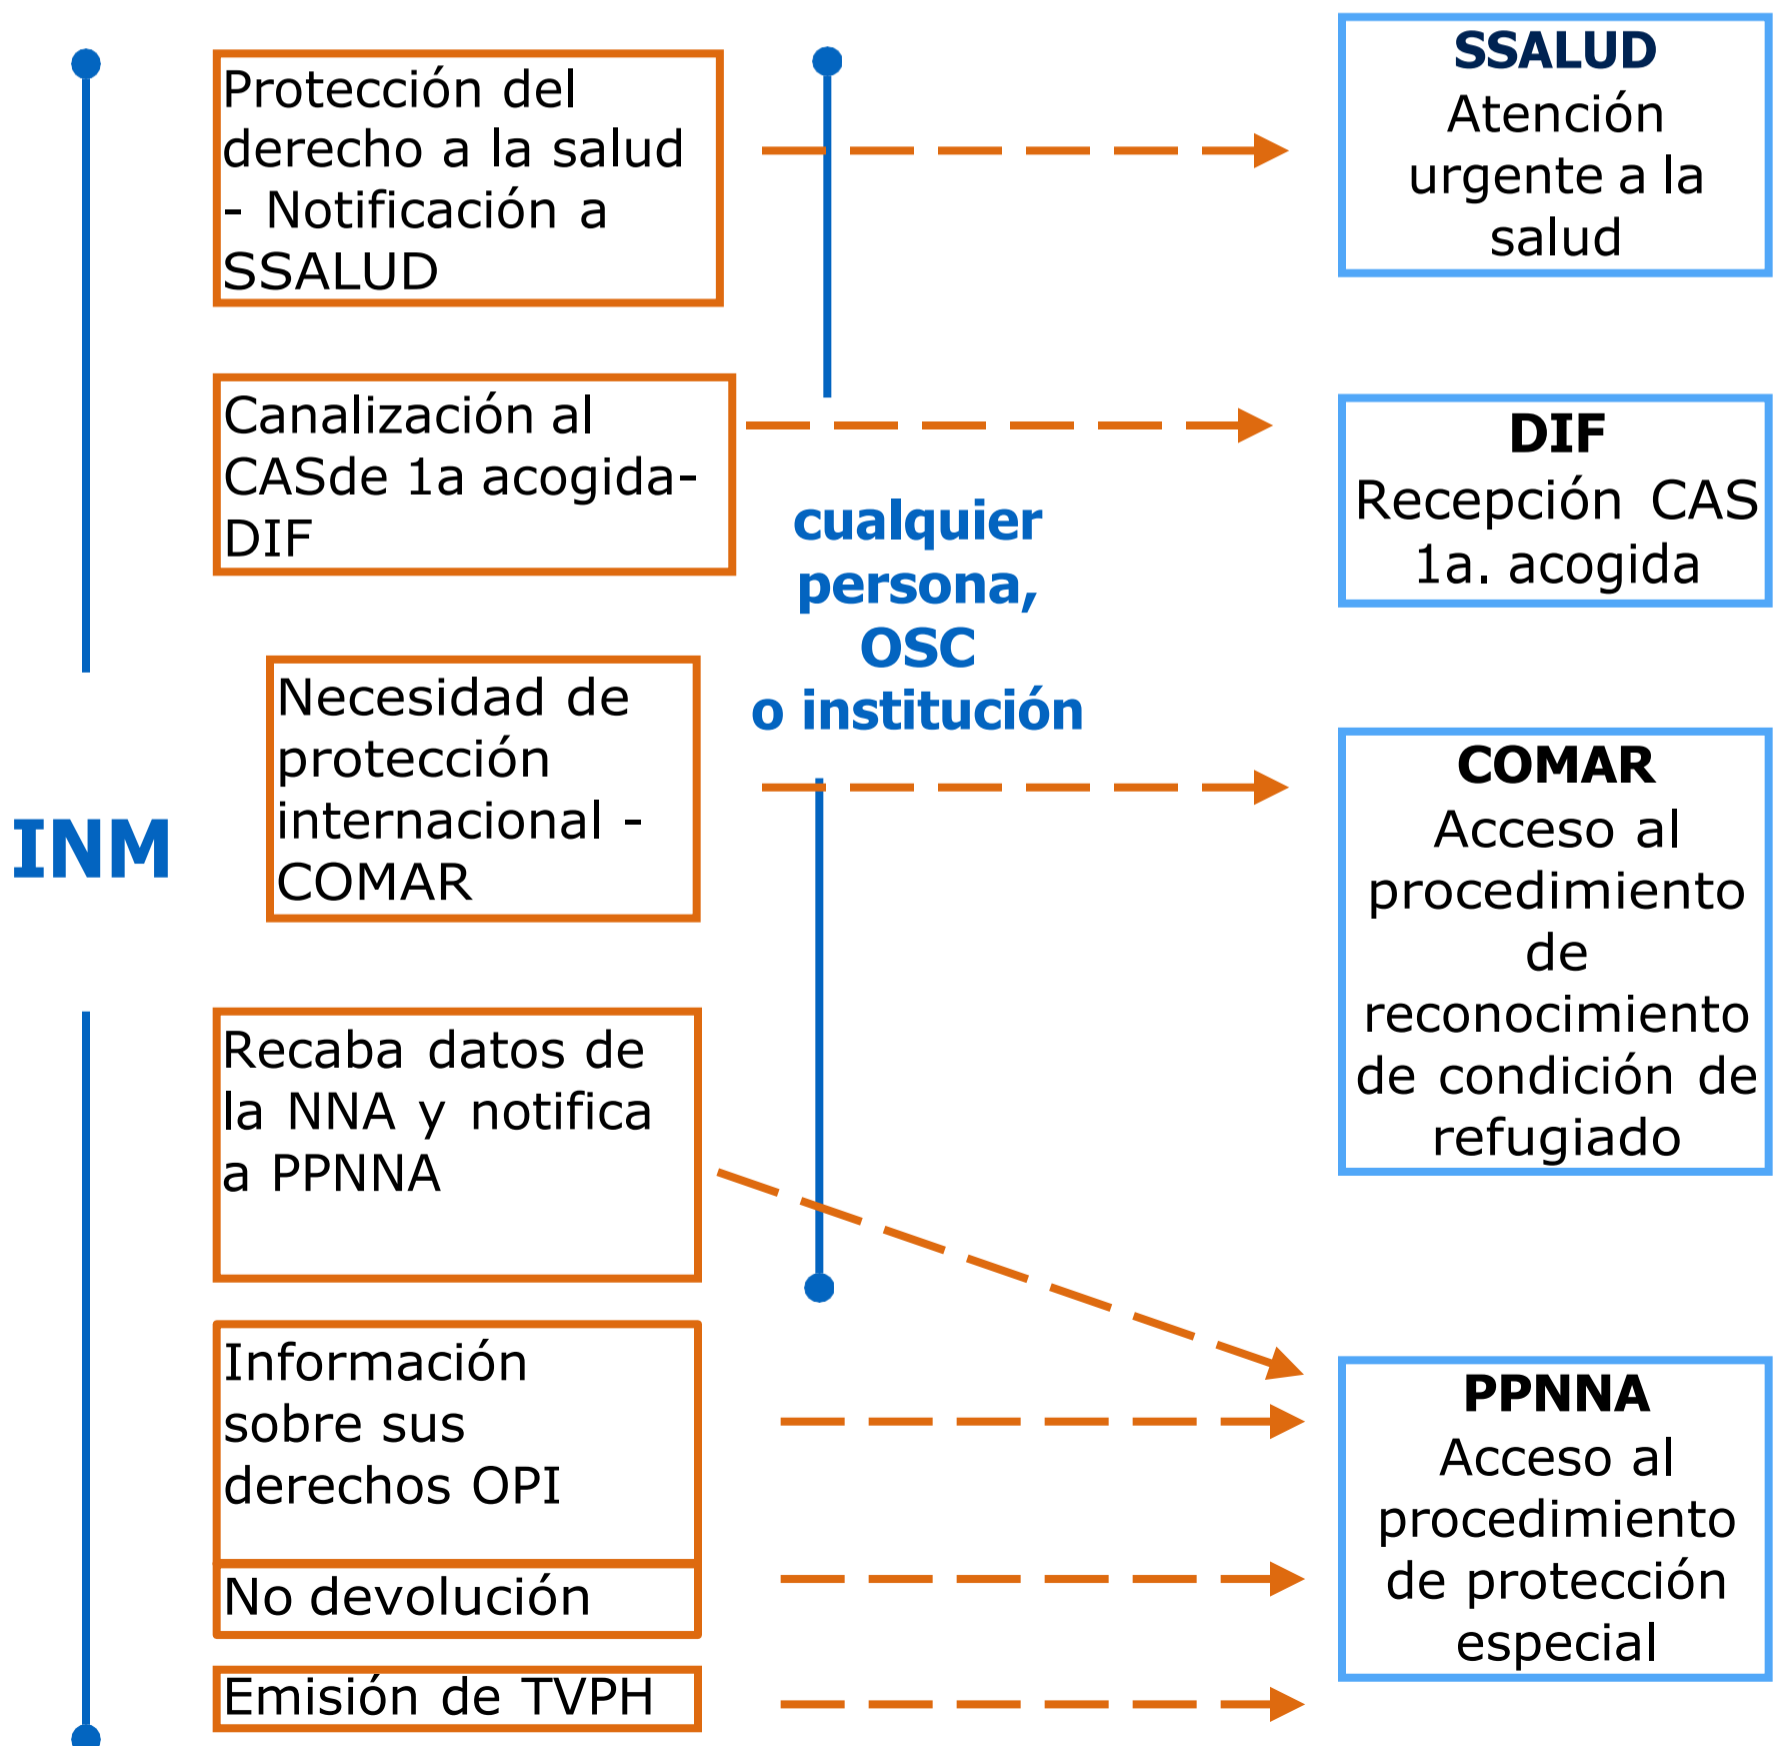 INM
Protección del
derecho a la salud
- Notificación a
SSALUD
Canalización al
CASde 1a acogida-
DIF
Necesidad de
protección
internacional -
COMAR
Recaba datos de
la NNA y notifica
a PPNNA
Información
sobre sus
derechos OPI
No devolución
Emisión de TVPH
cualquier
persona,
OSC
o institución
SSALUD
Atención
urgente a la
salud
DIF
Recepción CAS
1a. acogida
COMAR
Acceso al
procedimiento
de
reconocimiento
de condición de
refugiado
PPNNA
Acceso al
procedimiento
de protección
especial